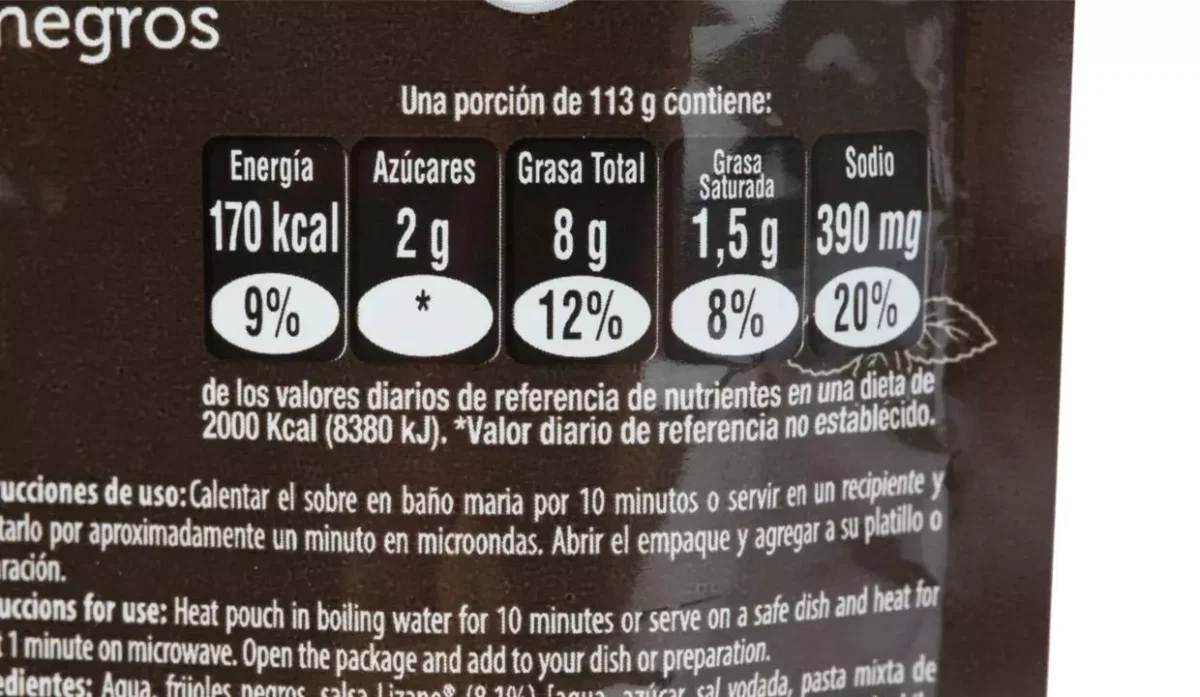 negros
Una porción de 113 g contiene:
Energía Azúcares Grasa Total Grasa Saturada Sodio
170 kcal 2 g 8 g 1,5 g 390 mg
9% * 12% 8% 20%
de los valores diarios de referencia de nutrientes en una dieta de
2000 Kcal (8380 kJ). *Valor diario de referencia no establecido.
ucciones de uso: Calentar el sobre en baño maria por 10 minutos o servir en un recipiente y
tarlo por aproximadamente un minuto en microondas. Abrir el empaque y agregar a su platillo o
ración.
uccions for use: Heat pouch in boiling water for 10 minutes or serve on a safe dish and heat for
1 minute on microwave. Open the package and add to your dish or preparation.
edientes: Agua, frijoles negros, salsa Lizano® (8,1%) [agua, azúcar, sal yodada, pasta mixta de